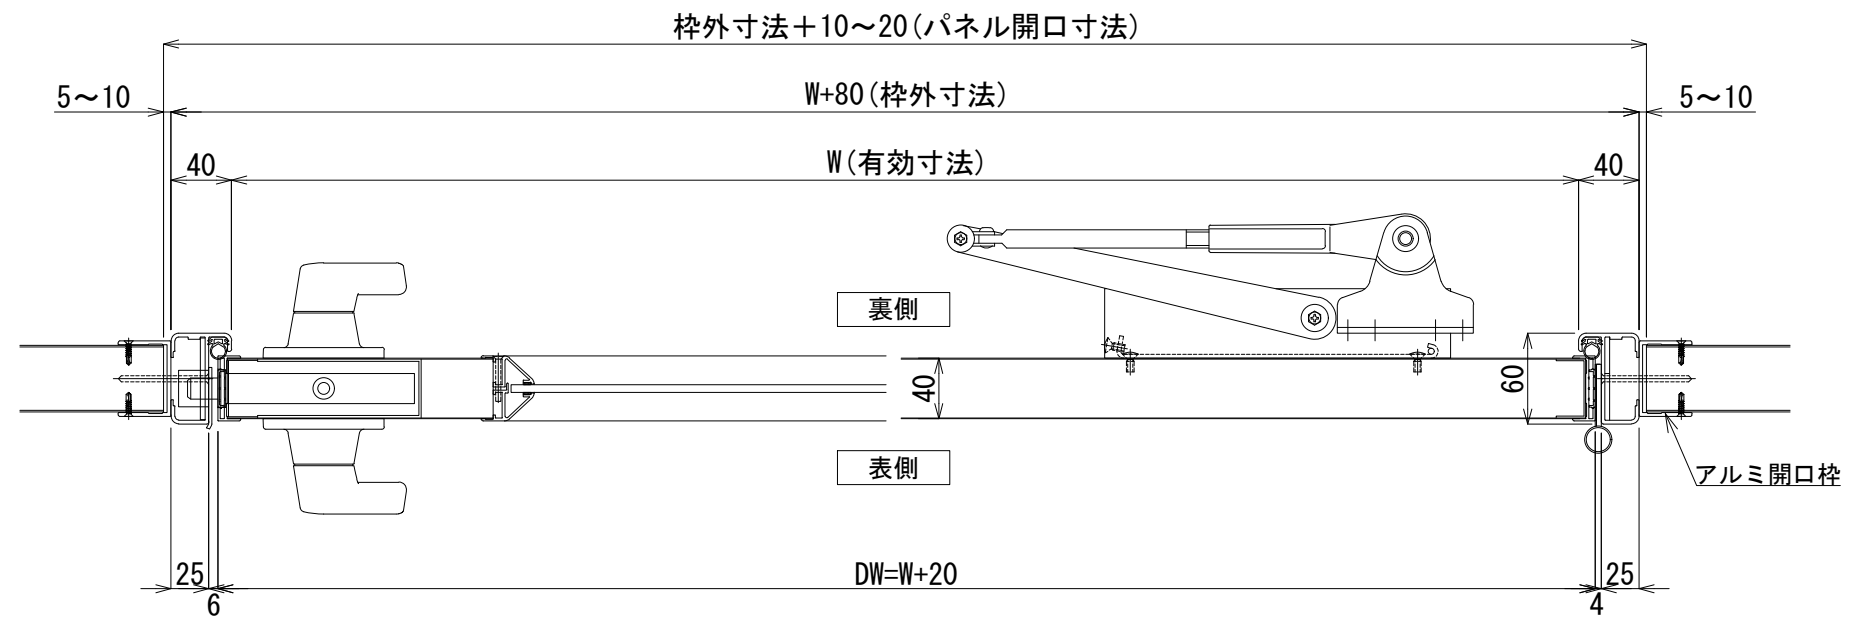 枠外寸法＋10～20(パネル開口寸法)
5～10
W+80(枠外寸法)
5～10
40
W(有効寸法)
40
裏側
40
60
表側
アルミ開口枠
25
DW=W+20
25
6
4